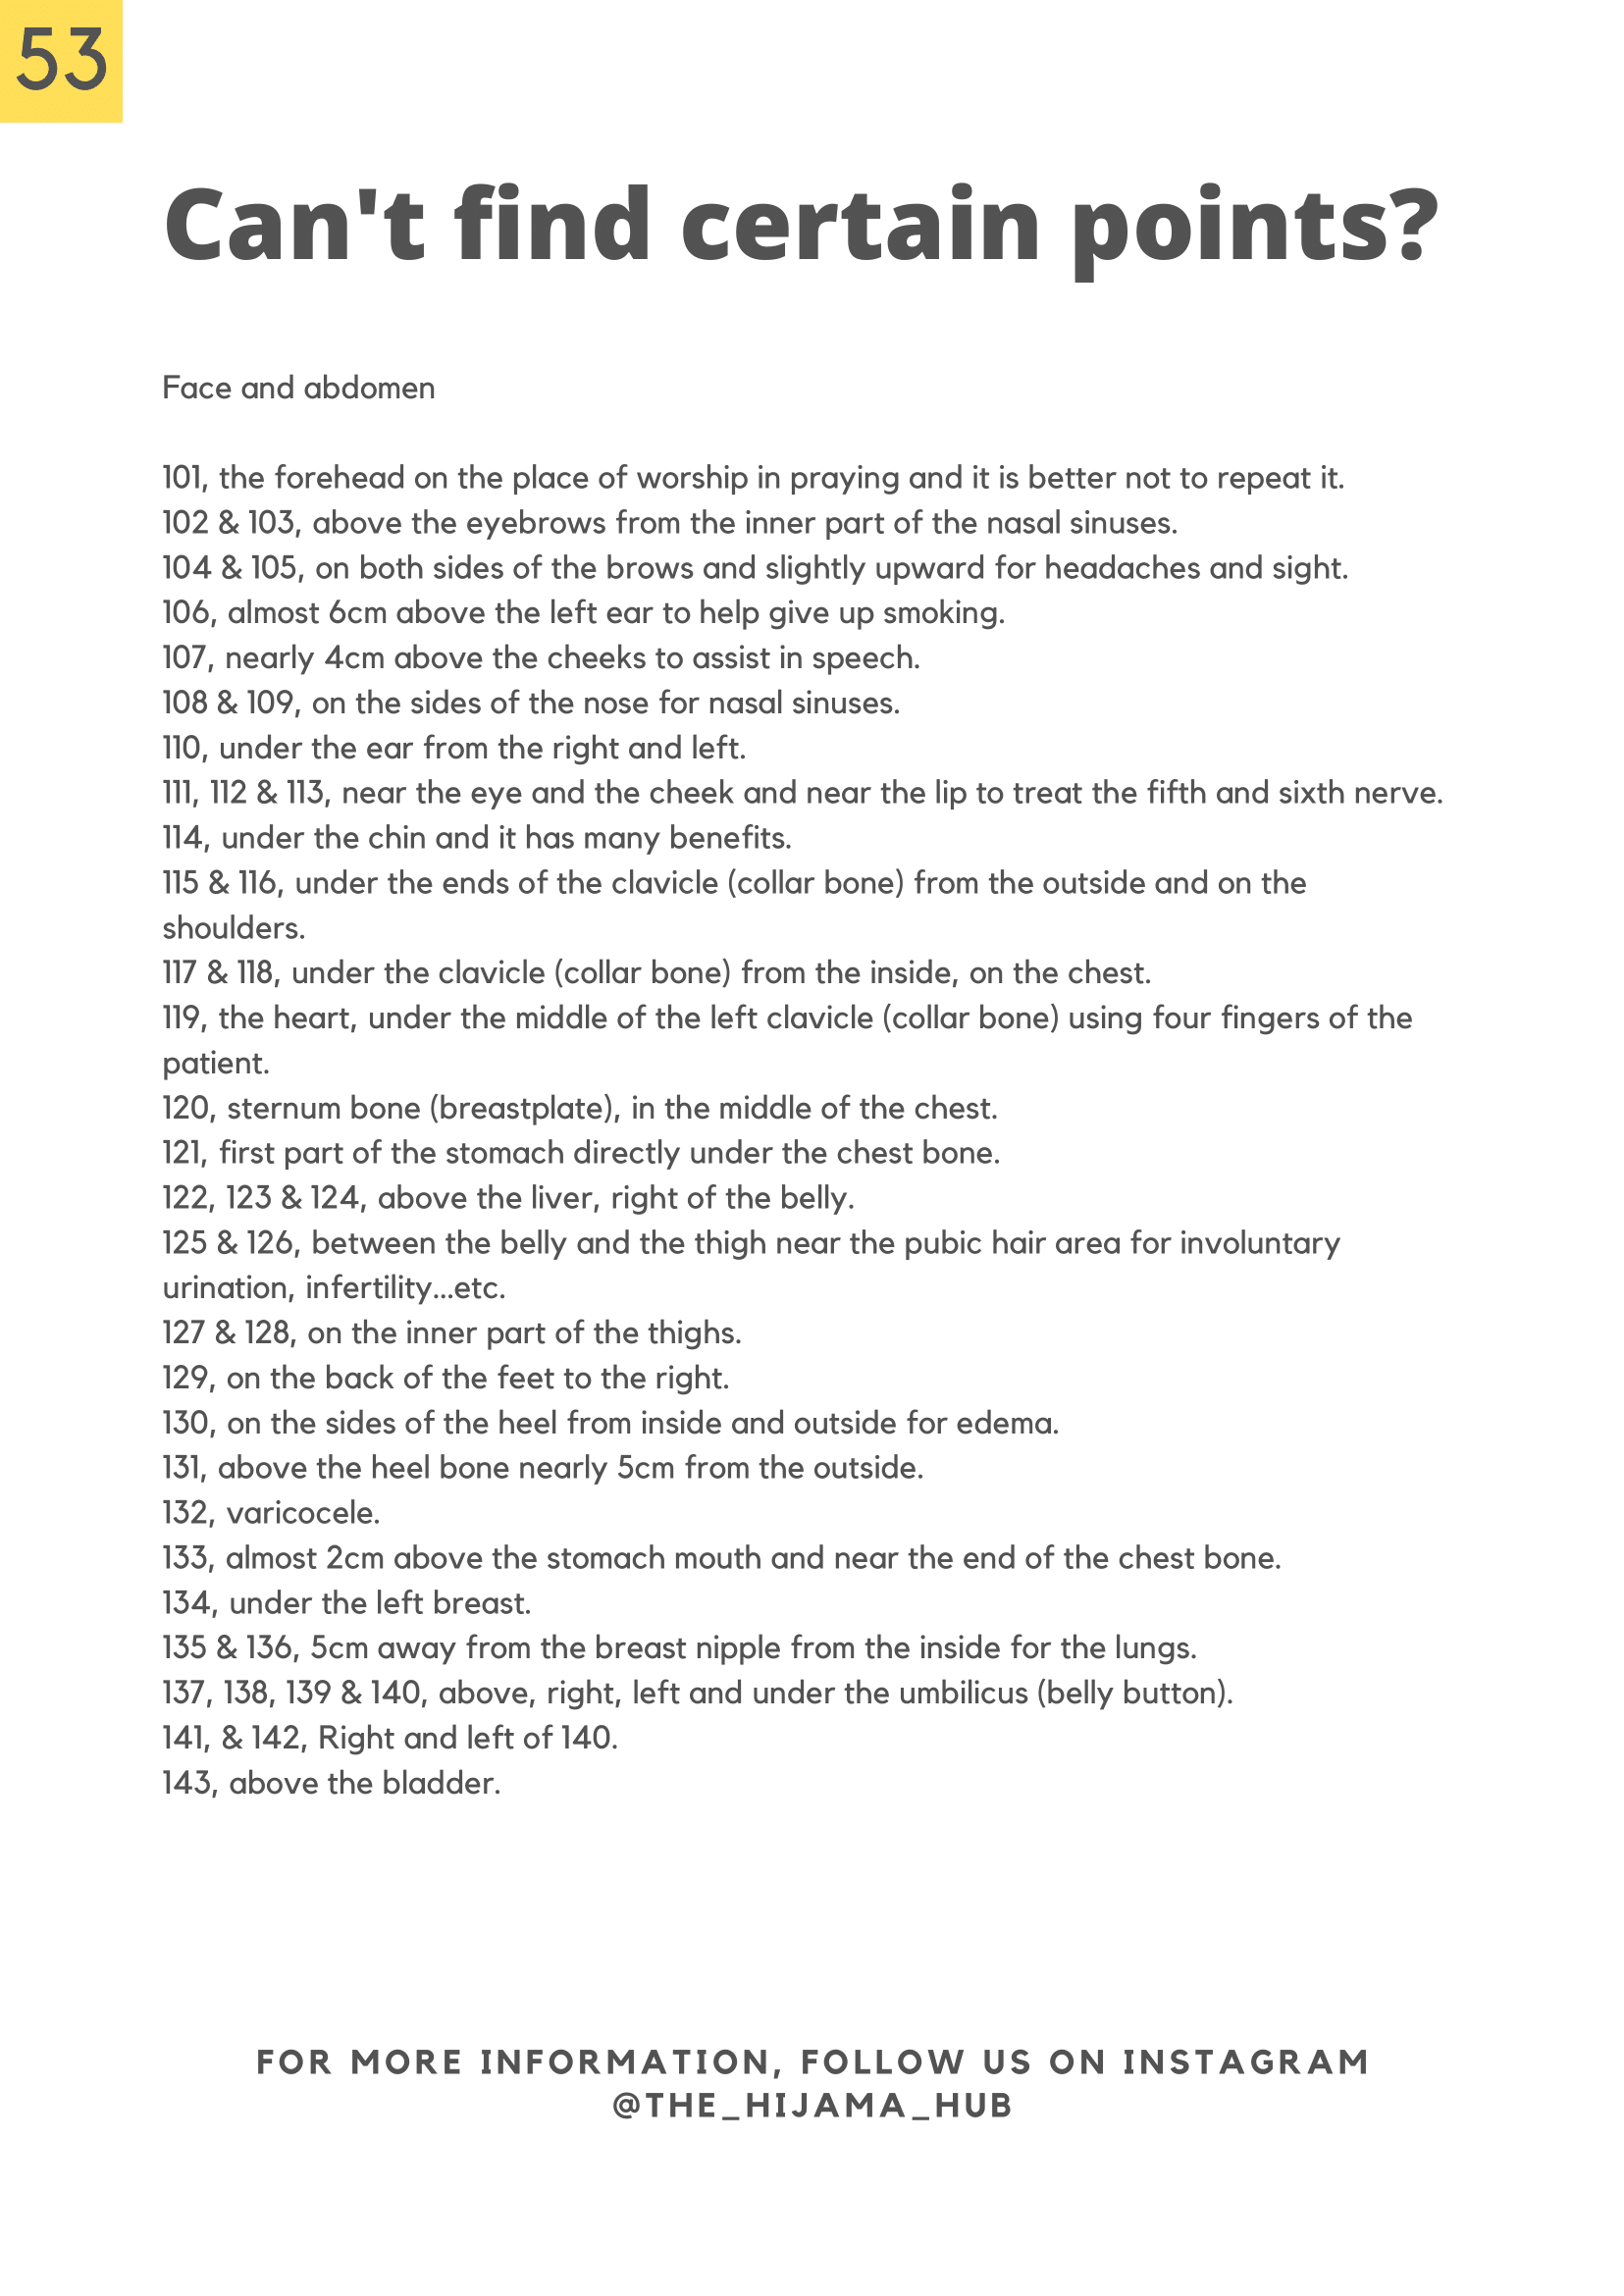 53
Can't find certain points?
Face and abdomen
101, the forehead on the place of worship in praying and it is better not to repeat it.
102 & 103, above the eyebrows from the inner part of the nasal sinuses.
104 & 105, on both sides of the brows and slightly upward for headaches and sight.
106, almost 6cm above the left ear to help give up smoking.
107, nearly 4cm above the cheeks to assist in speech.
108 & 109, on the sides of the nose for nasal sinuses.
110, under the ear from the right and left.
111, 112 & 113, near the eye and the cheek and near the lip to treat the fifth and sixth nerve.
114, under the chin and it has many benefits.
115 & 116, under the ends of the clavicle (collar bone) from the outside and on the
shoulders.
117 & 118, under the clavicle (collar bone) from the inside, on the chest.
119, the heart, under the middle of the left clavicle (collar bone) using four fingers of the
patient.
120, sternum bone (breastplate), in the middle of the chest.
121, first part of the stomach directly under the chest bone.
122, 123 & 124, above the liver, right of the belly.
125 & 126, between the belly and the thigh near the pubic hair area for involuntary
urination, infertility...etc.
127 & 128, on the inner part of the thighs.
129, on the back of the feet to the right.
130, on the sides of the heel from inside and outside for edema.
131, above the heel bone nearly 5cm from the outside.
132, varicocele.
133, almost 2cm above the stomach mouth and near the end of the chest bone.
134, under the left breast.
135 & 136, 5cm away from the breast nipple from the inside for the lungs.
137, 138, 139 & 140, above, right, left and under the umbilicus (belly button).
141, & 142, Right and left of 140.
143, above the bladder.
FOR MORE INFORMATION, FOLLOW US ON INSTAGRAM
@THE_HIJAMA_HUB